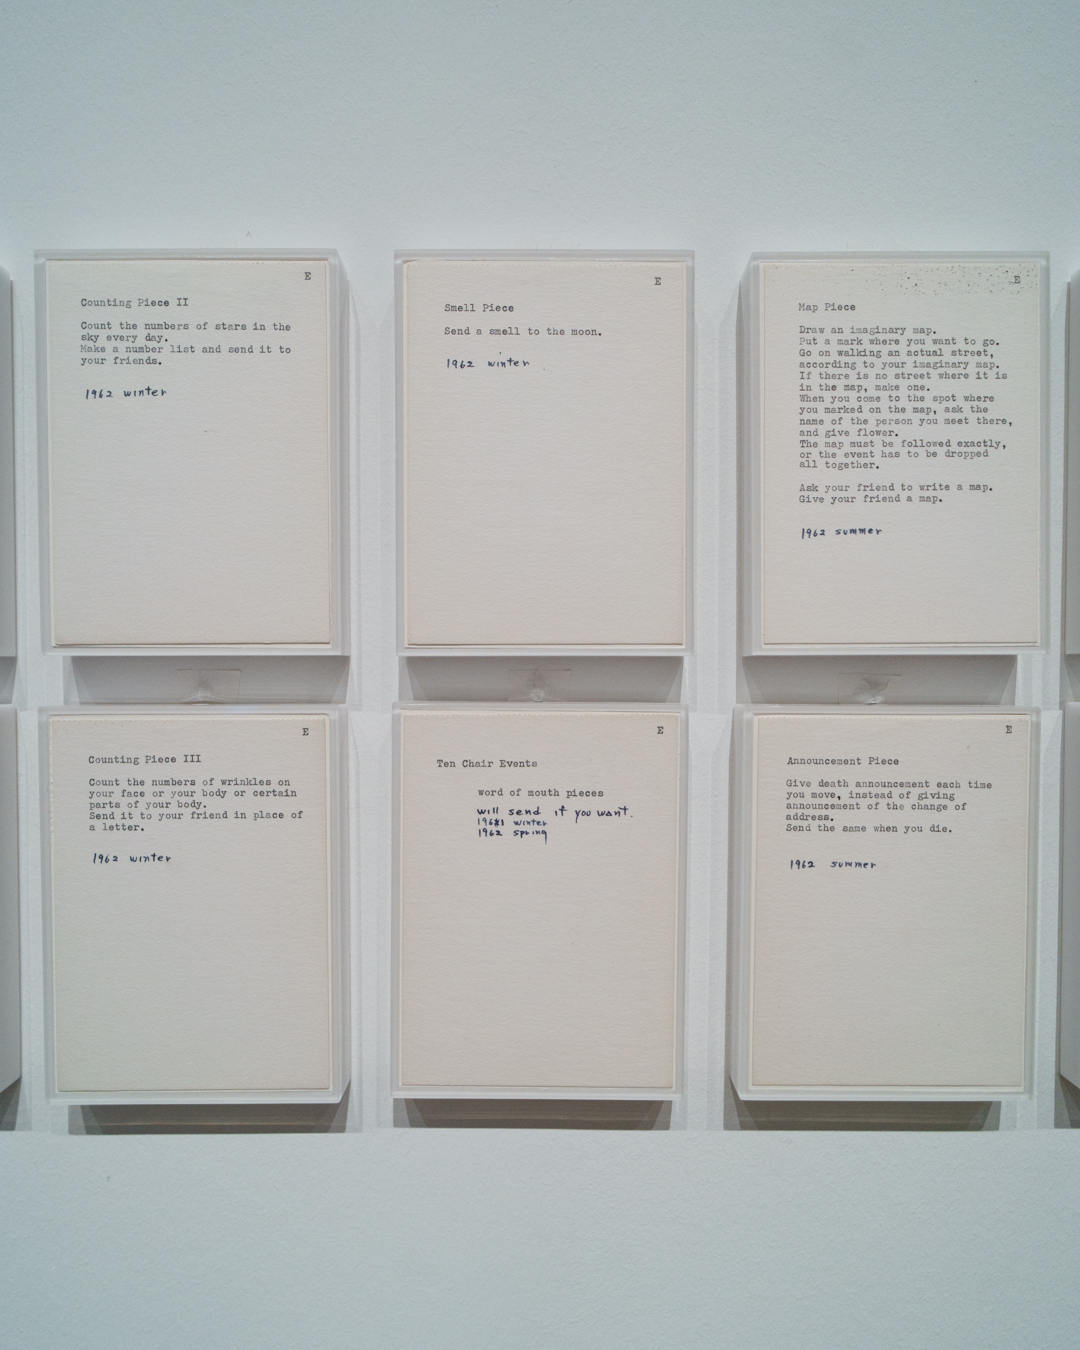 E
Counting Piece II
Count the numbers of stars in the
sky every day.
Make a number list and send it to
your friends.
1962 winter
E
Smell Piece
Send a smell to the moon.
1962 winter
E
Map Piece
Draw an imaginary map.
Put a mark where you want to go.
Go on walking an actual street,
according to your imaginary map.
If there is no street where it is
in the map, make one.
When you come to the spot where
you marked on the map, ask the
name of the person you meet there,
and give flower.
The map must be followed exactly,
or the event has to be dropped
all together.
Ask your friend to write a map.
Give your friend a map.
1962 summer
E
Counting Piece III
Count the numbers of wrinkles on
your face or your body or certain
parts of your body.
Send it to your friend in place of
a letter.
1962 winter
E
Ten Chair Events
word of mouth pieces
will send if you want.
winter
1962 spring
E
Announcement Piece
Give death announcement each time
you move, instead of giving
announcement of the change of
address.
Send the same when you die.
1962 summer